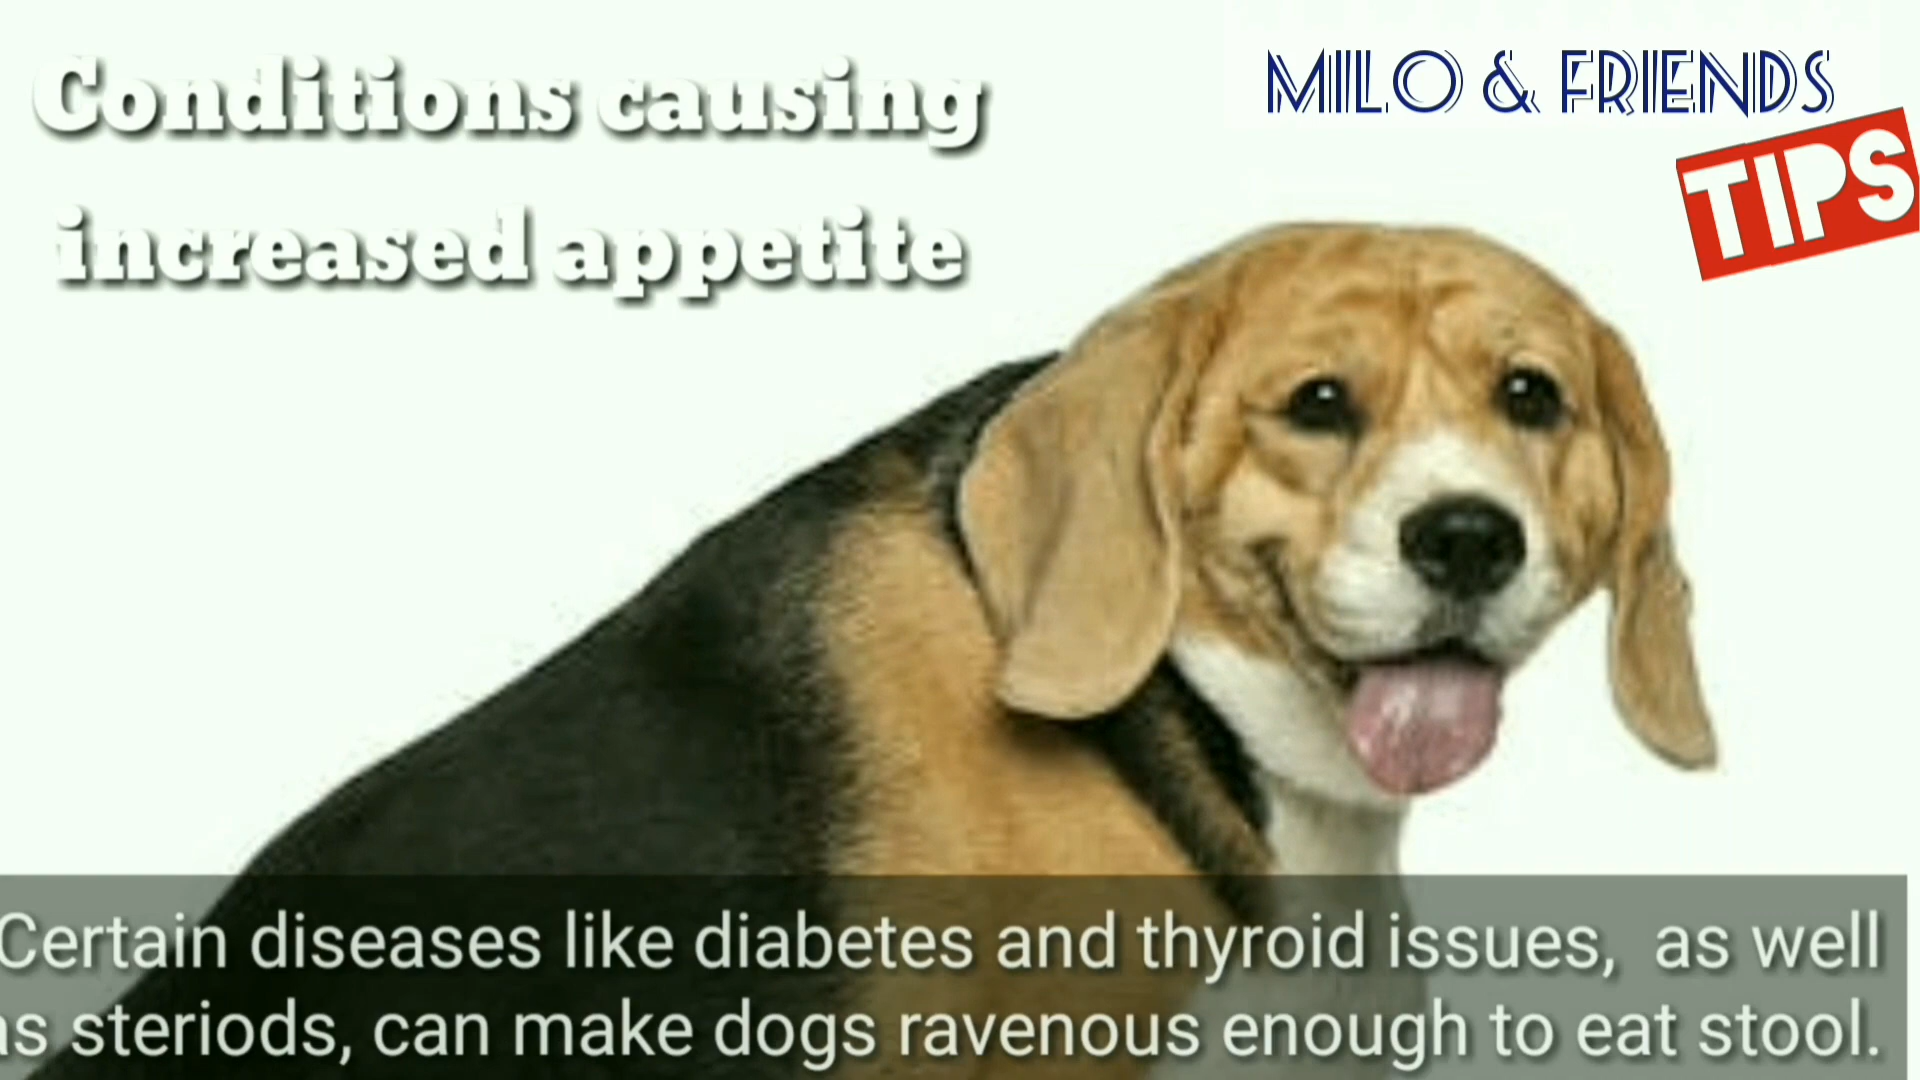 Conditions causing
increased appetite
MILO & FRIENDS
TIPS
Certain diseases like diabetes and thyroid issues, as well
as steriods, can make dogs ravenous enough to eat stool.